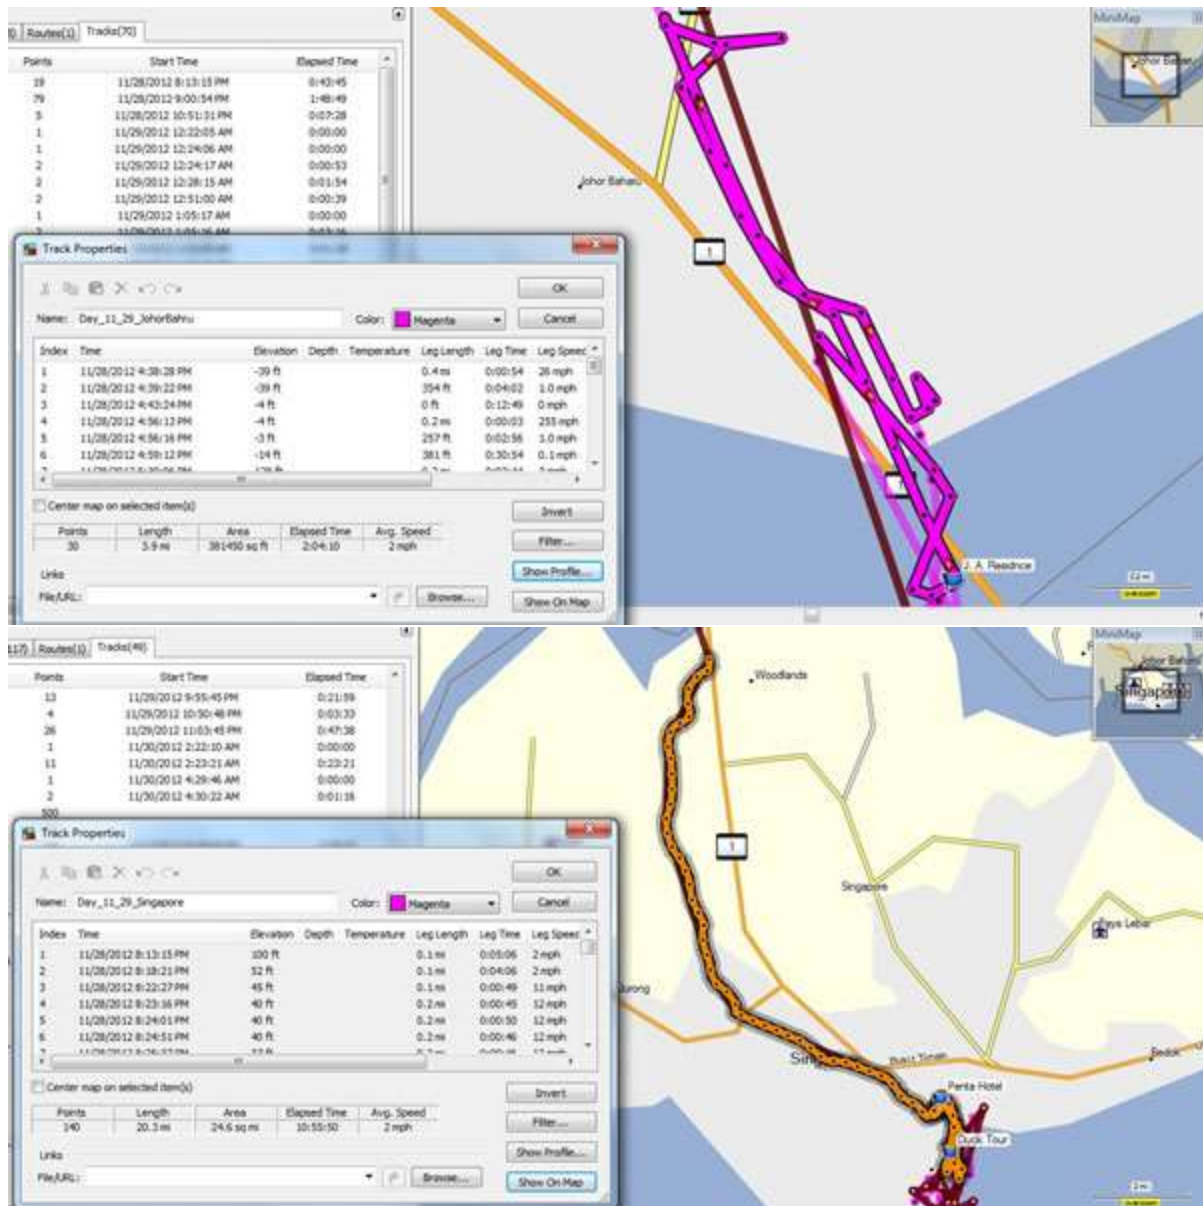 Routes(1) Tracks(70)
Points Start Time Elapsed Time
19 11/28/2012 8:13:15 PM 0:43:45
79 11/28/2012 9:00:54 PM 1:48:49
5 11/28/2012 10:51:31 PM 0:07:28
1 11/29/2012 12:22:05 AM 0:00:00
1 11/29/2012 12:24:06 AM 0:00:00
2 11/29/2012 12:24:17 AM 0:00:53
2 11/29/2012 12:28:15 AM 0:01:54
2 11/29/2012 12:51:00 AM 0:00:39
1 11/29/2012 1:05:17 AM 0:00:00
Track Properties
OK
Name: Day_11_29_JohorBahru Color: Magenta Cancel
Index Time Elevation Depth Temperature Leg Length Leg Time Leg Speed
1 11/28/2012 4:38:28 PM -39 ft 0.4 mi 0:00:54 26 mph
2 11/28/2012 4:39:22 PM -39 ft 354 ft 0:04:02 1.0 mph
3 11/28/2012 4:43:24 PM -4 ft 0 ft 0:12:49 0 mph
4 11/28/2012 4:56:13 PM -4 ft 0.2 mi 0:00:03 255 mph
5 11/28/2012 4:56:16 PM -3 ft 257 ft 0:02:56 1.0 mph
6 11/28/2012 4:59:12 PM -14 ft 381 ft 0:30:54 0.1 mph
Center map on selected item(s)
Invert
Points Length Area Elapsed Time Avg. Speed
30 3.9 mi 381450 sq ft 2:04:10 2 mph
Filter...
Links
Show Profile...
File/URL: Browse... Show On Map
MiniMap
Johor Baharu
Johor Baharu
1
1
J. A. Residnce
Routes(1) Tracks(49)
Points Start Time Elapsed Time
13 11/29/2012 9:55:45 PM 0:21:59
4 11/29/2012 10:50:48 PM 0:03:33
26 11/29/2012 11:03:45 PM 0:47:38
1 11/30/2012 2:22:10 AM 0:00:00
11 11/30/2012 2:23:21 AM 0:23:21
1 11/30/2012 4:29:46 AM 0:00:00
2 11/30/2012 4:30:22 AM 0:01:16
500
Track Properties
OK
Name: Day_11_29_Singapore Color: Magenta Cancel
Index Time Elevation Depth Temperature Leg Length Leg Time Leg Speed
1 11/28/2012 8:13:15 PM 100 ft 0.1 mi 0:05:06 2 mph
2 11/28/2012 8:18:21 PM 52 ft 0.1 mi 0:04:06 2 mph
3 11/28/2012 8:22:27 PM 45 ft 0.1 mi 0:00:49 11 mph
4 11/28/2012 8:23:16 PM 40 ft 0.2 mi 0:00:45 12 mph
5 11/28/2012 8:24:01 PM 40 ft 0.2 mi 0:00:50 12 mph
6 11/28/2012 8:24:51 PM 40 ft 0.2 mi 0:00:46 12 mph
Center map on selected item(s)
Invert
Points Length Area Elapsed Time Avg. Speed
140 20.3 mi 24.6 sq mi 10:55:50 2 mph
Filter...
Links
Show Profile...
File/URL: Browse... Show On Map
MiniMap
Johor Baharu
Singapore
Woodlands
1
Singapore
Paya Lebar
Jurong
Bukit Timah
Bedok
Penta Hotel
Duck Tour
2 mi